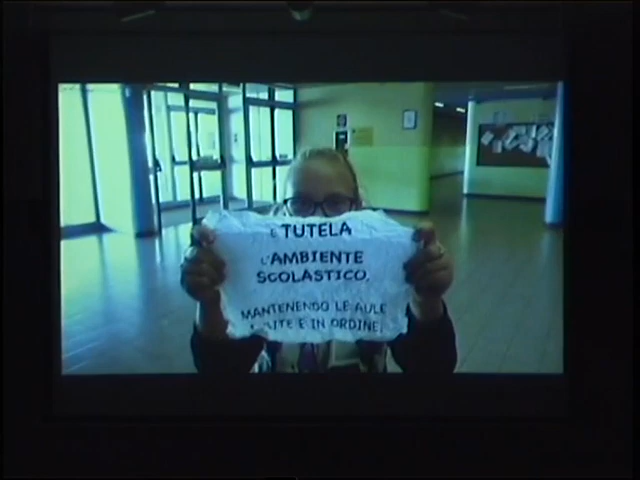 E TUTELA
L'AMBIENTE
SCOLASTICO,
MANTENENDO LE AULE
E IN ORDINE.